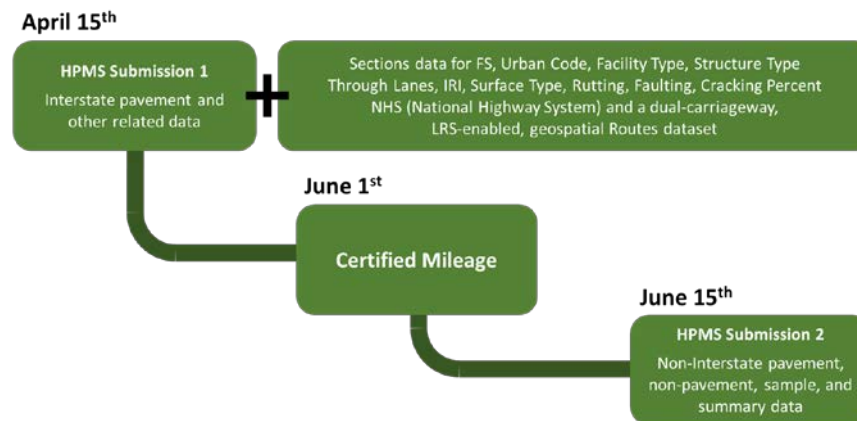 April 15th
HPMS Submission 1
Interstate pavement and
other related data
+
Sections data for FS, Urban Code, Facility Type, Structure Type
Through Lanes, IRI, Surface Type, Rutting, Faulting, Cracking Percent
NHS (National Highway System) and a dual-carriageway,
LRS-enabled, geospatial Routes dataset
June 1st
Certified Mileage
June 15th
HPMS Submission 2
Non-Interstate pavement,
non-pavement, sample, and
summary data